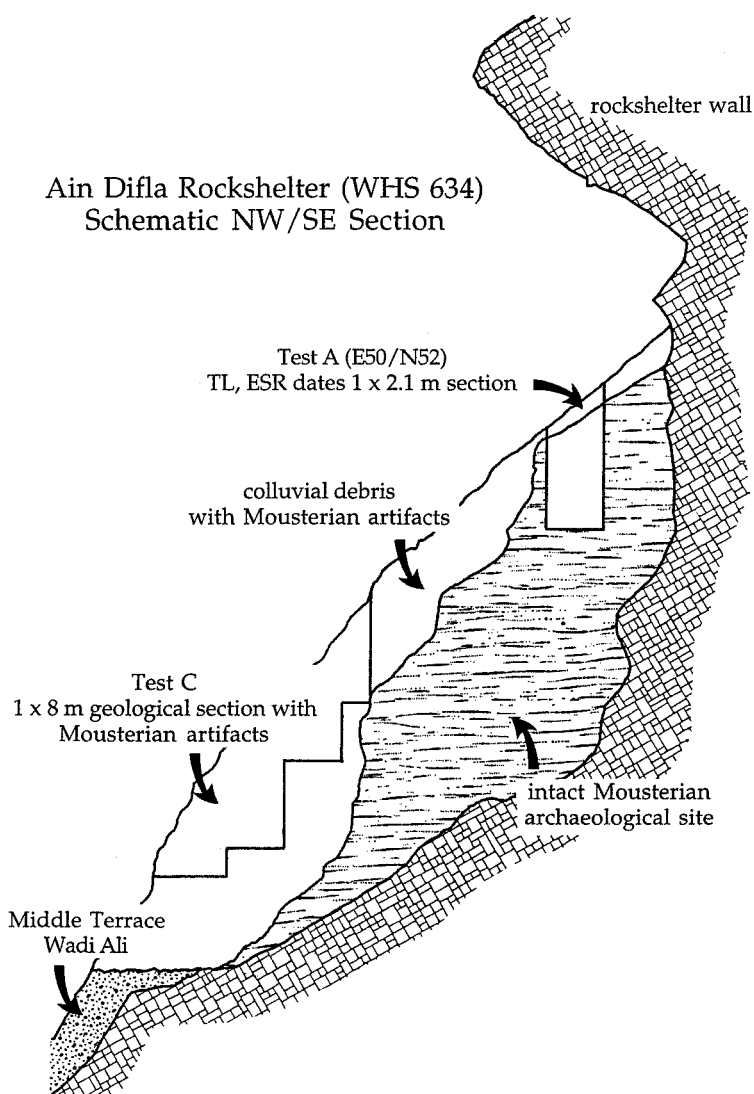 rockshelter wall
Ain Difla Rockshelter (WHS 634)
Schematic NW/SE Section
Test A (E50/N52)
TL, ESR dates 1 x 2.1 m section
colluvial debris
with Mousterian artifacts
Test C
1 x 8 m geological section with
Mousterian artifacts
intact Mousterian
archaeological site
Middle Terrace
Wadi Ali